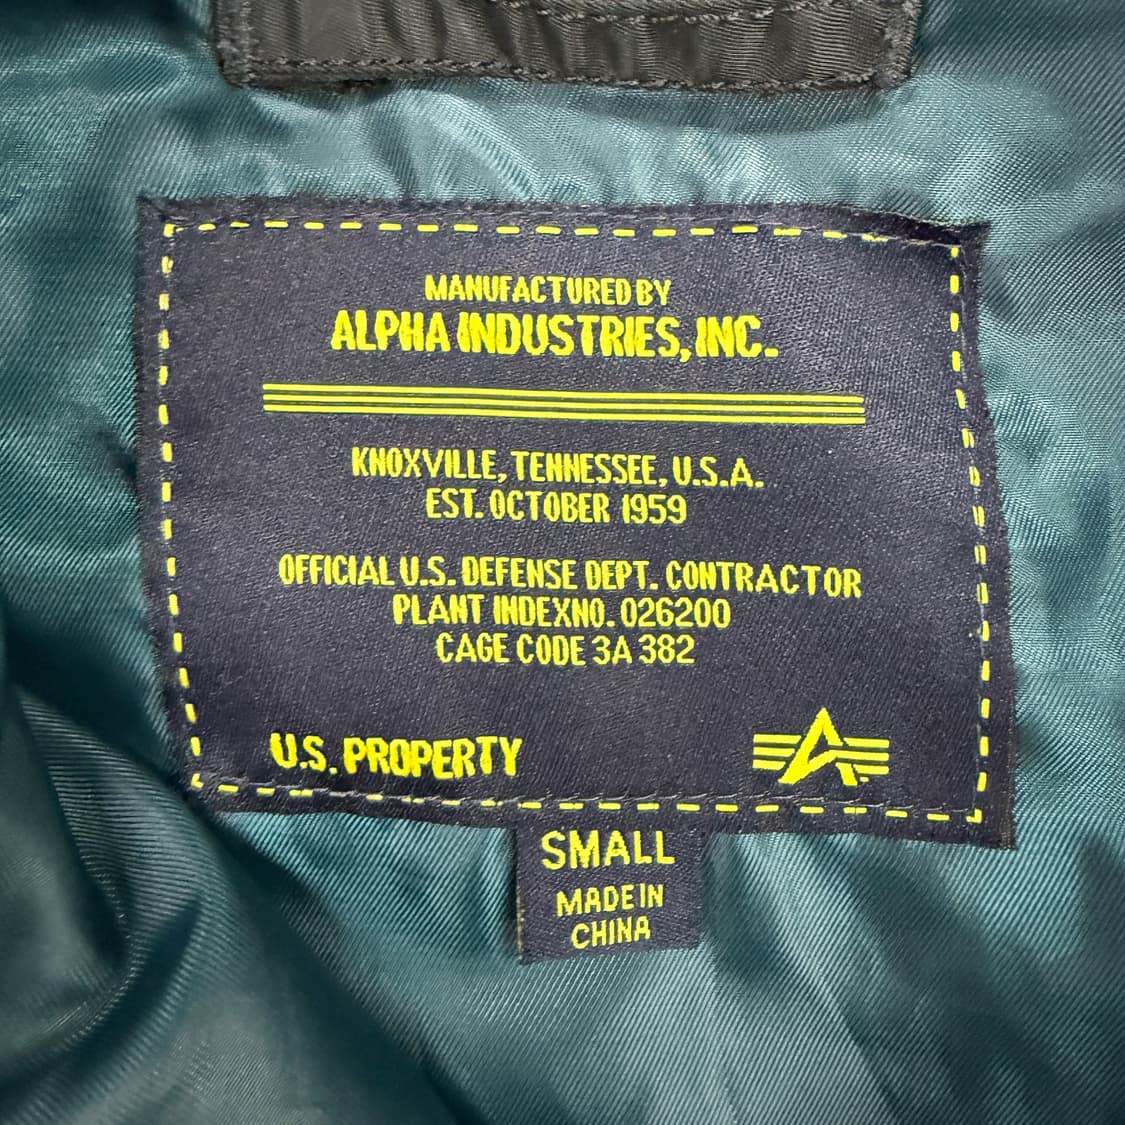 MANUFACTURED BY
ALPHA INDUSTRIES, INC.
KNOXVILLE, TENNESSEE, U.S.A.
EST. OCTOBER 1959
OFFICIAL U.S. DEFENSE DEPT. CONTRACTOR
PLANT INDEXNO. 026200
CAGE CODE 3A 382
U.S. PROPERTY
SMALL
MADE IN
CHINA